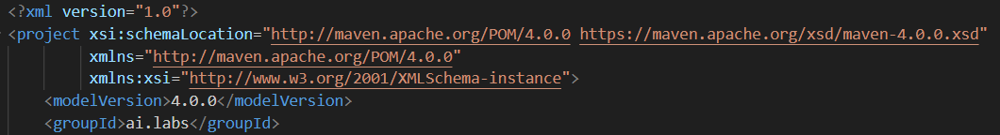 <?xml version="1.0"?>
<project xsi:schemaLocation="http://maven.apache.org/POM/4.0.0 https://maven.apache.org/xsd/maven-4.0.0.xsd"
xmlns="http://maven.apache.org/POM/4.0.0"
xmlns:xsi="http://www.w3.org/2001/XMLSchema-instance">
<modelVersion>4.0.0</modelVersion>
<groupId>ai.labs</groupId>